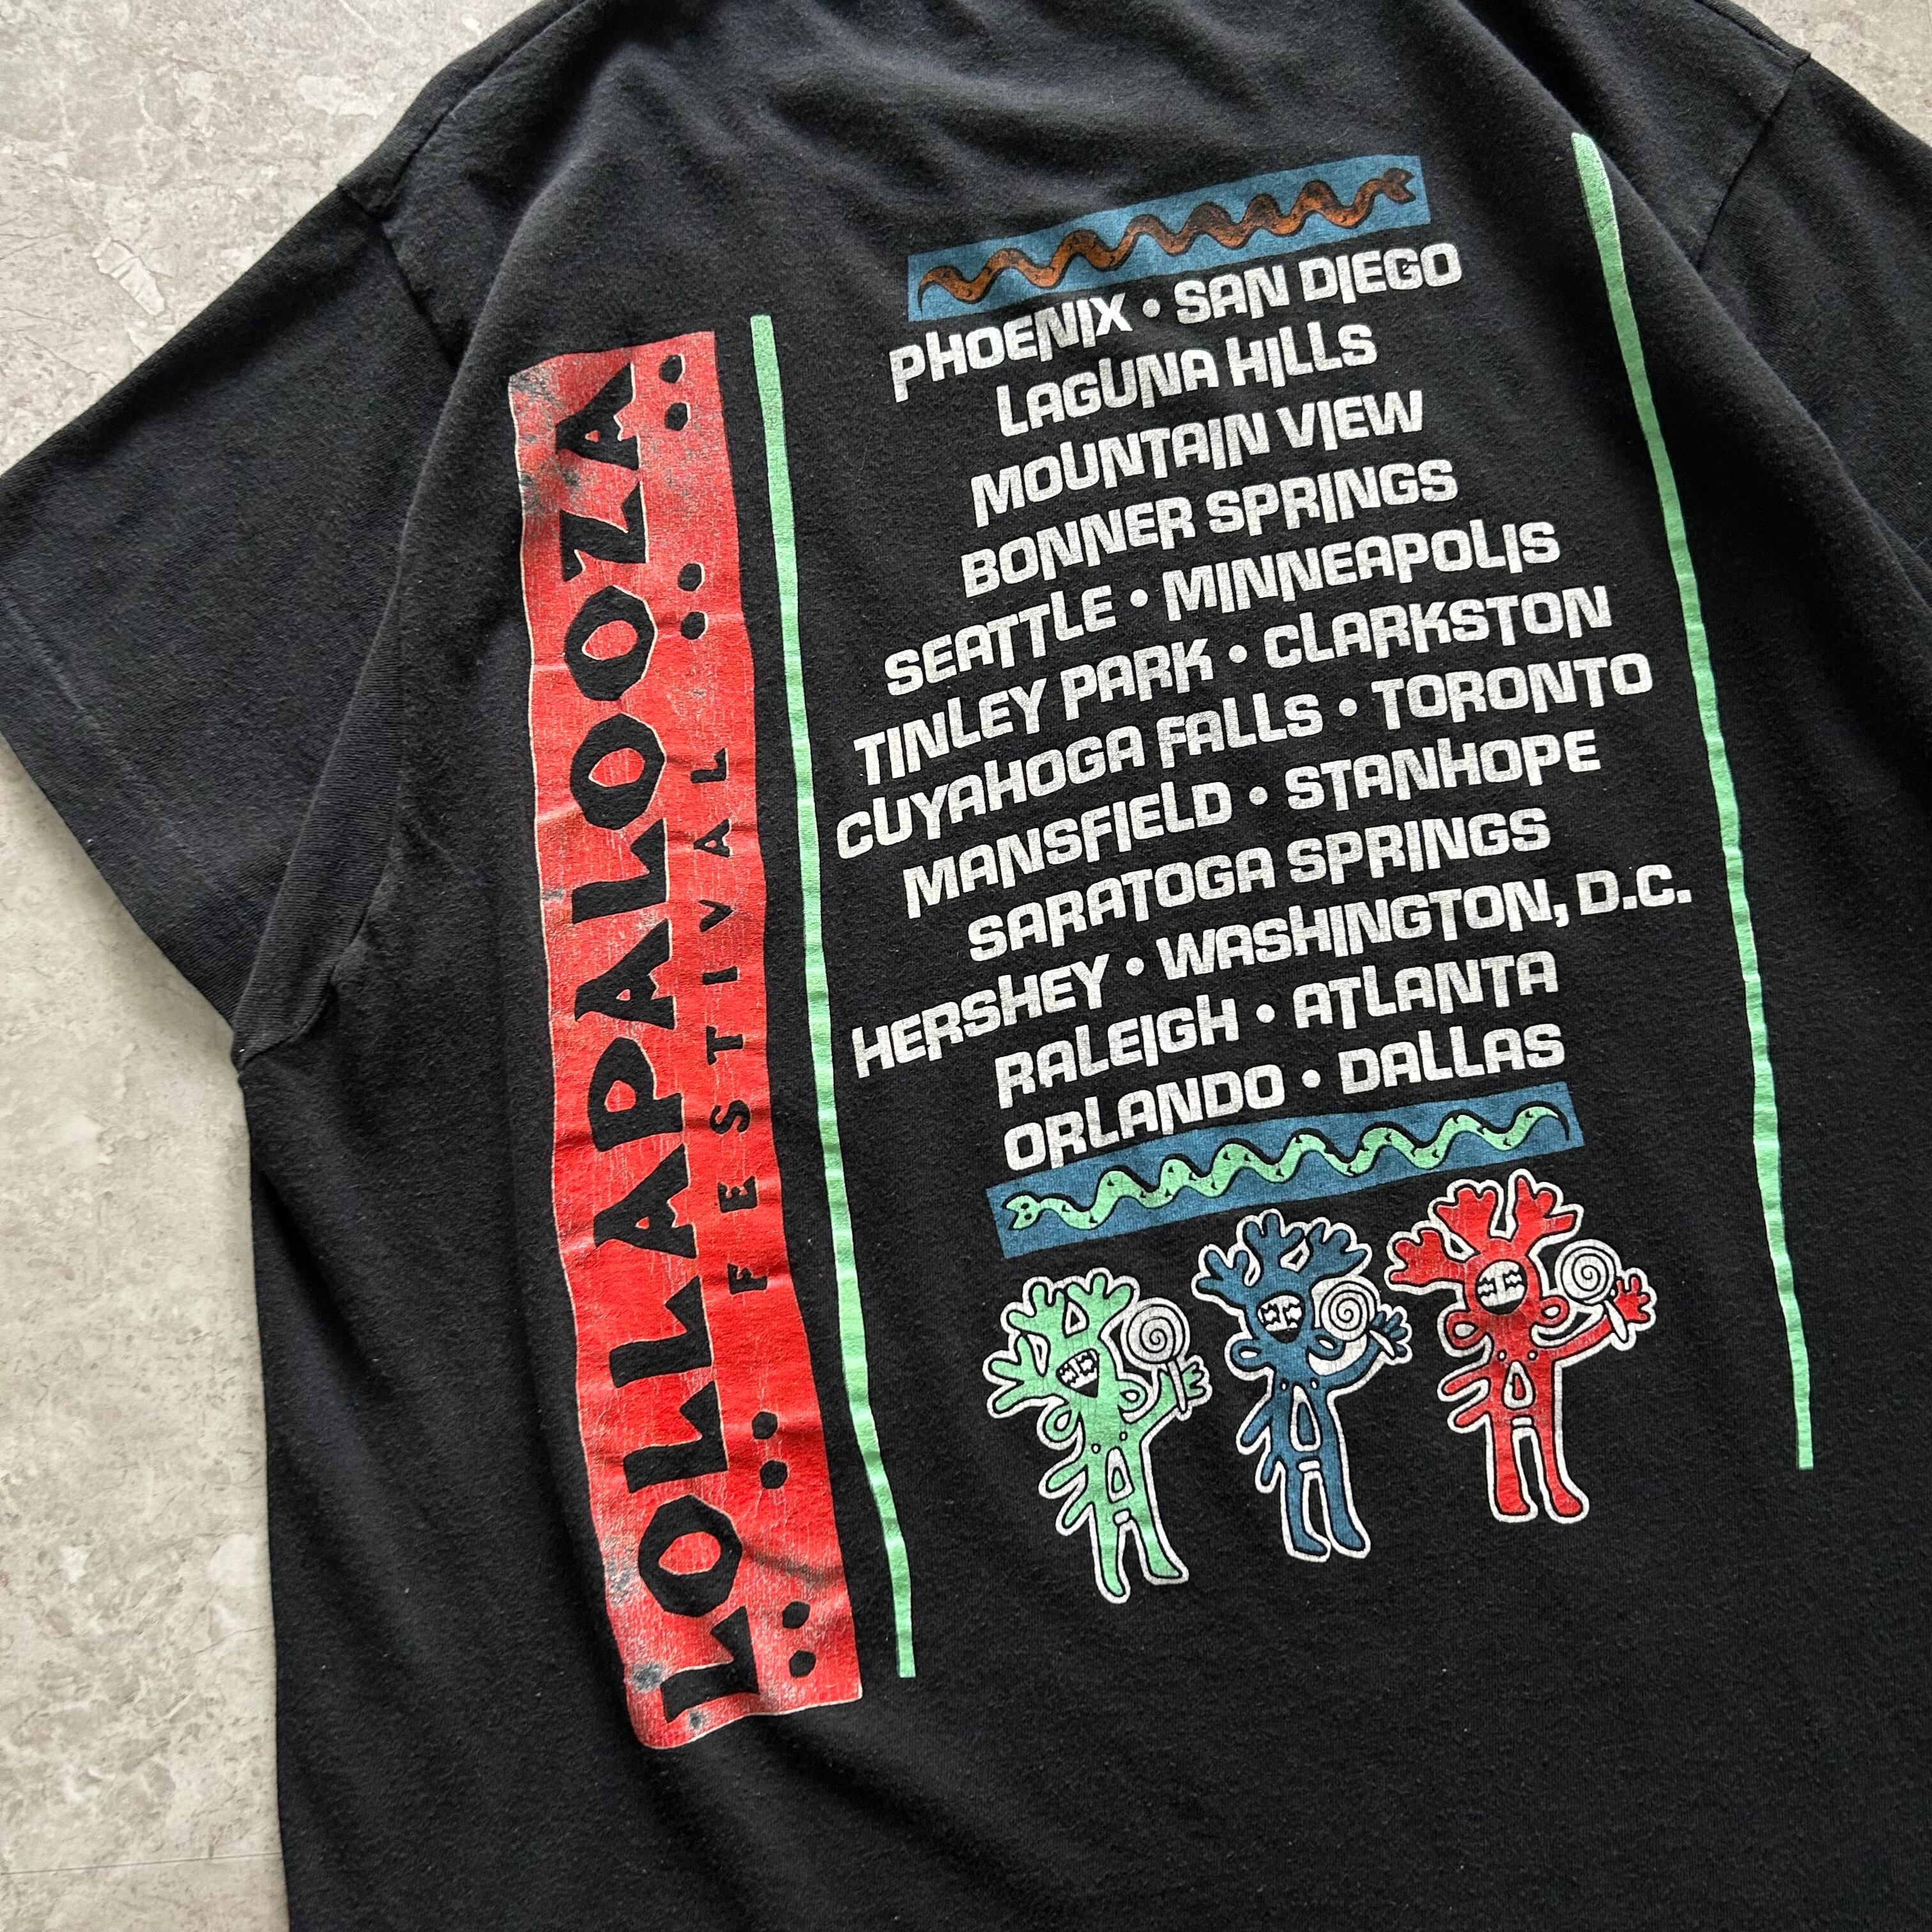 LOLLAPALOOZA
FESTIVAL
PHOENIX • SAN DIEGO
LAGUNA HILLS
MOUNTAIN VIEW
BONNER SPRINGS
SEATTLE • MINNEAPOLIS
TINLEY PARK • CLARKSTON
CUYAHOGA FALLS • TORONTO
MANSFIELD • STANHOPE
SARATOGA SPRINGS
HERSHEY • WASHINGTON, D.C.
RALEIGH • ATLANTA
ORLANDO • DALLAS